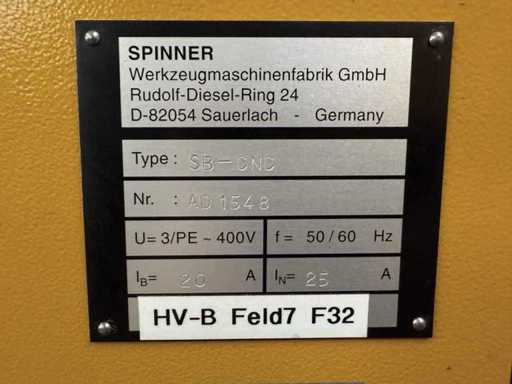 SPINNER
Werkzeugmaschinenfabrik GmbH
Rudolf-Diesel-Ring 24
D-82054 Sauerlach - Germany
Type : SB-CNC
Nr. : AD 1548
U= 3/PE ~ 400V f = 50 / 60 Hz
IB= 20 A IN= 25 A
HV-B Feld7 F32